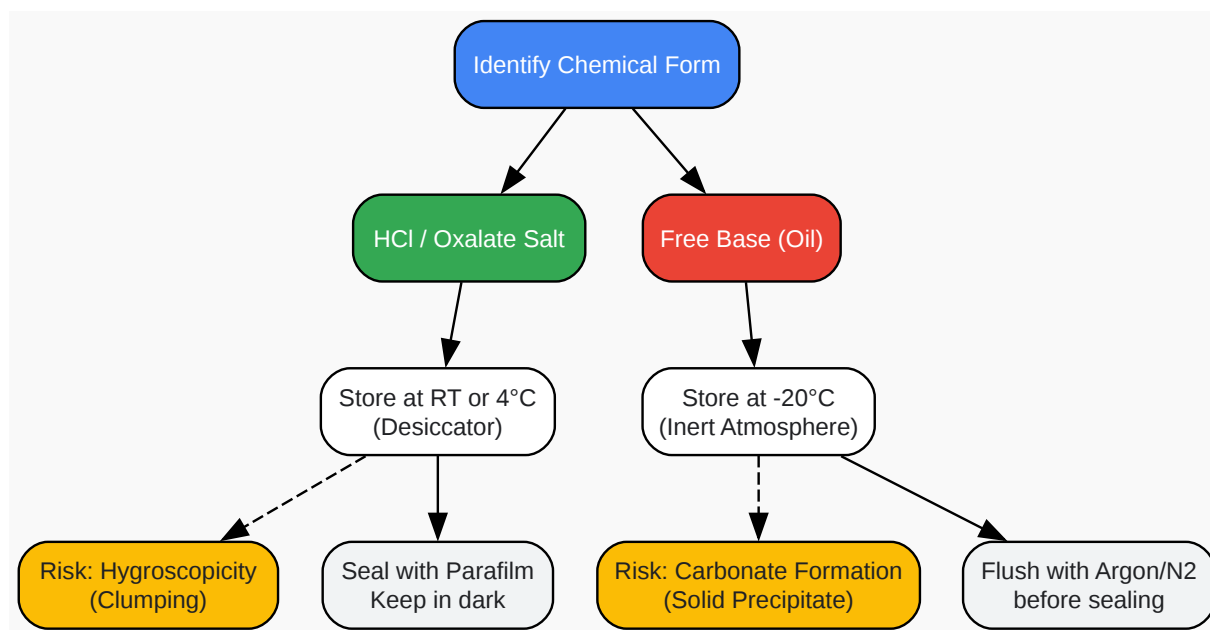 Identify Chemical Form
HCl / Oxalate Salt
Free Base (Oil)
Store at RT or 4°C
(Desiccator)
Store at -20°C
(Inert Atmosphere)
Risk: Hygroscopicity
(Clumping)
Seal with Parafilm
Keep in dark
Risk: Carbonate Formation
(Solid Precipitate)
Flush with Argon/N2
before sealing